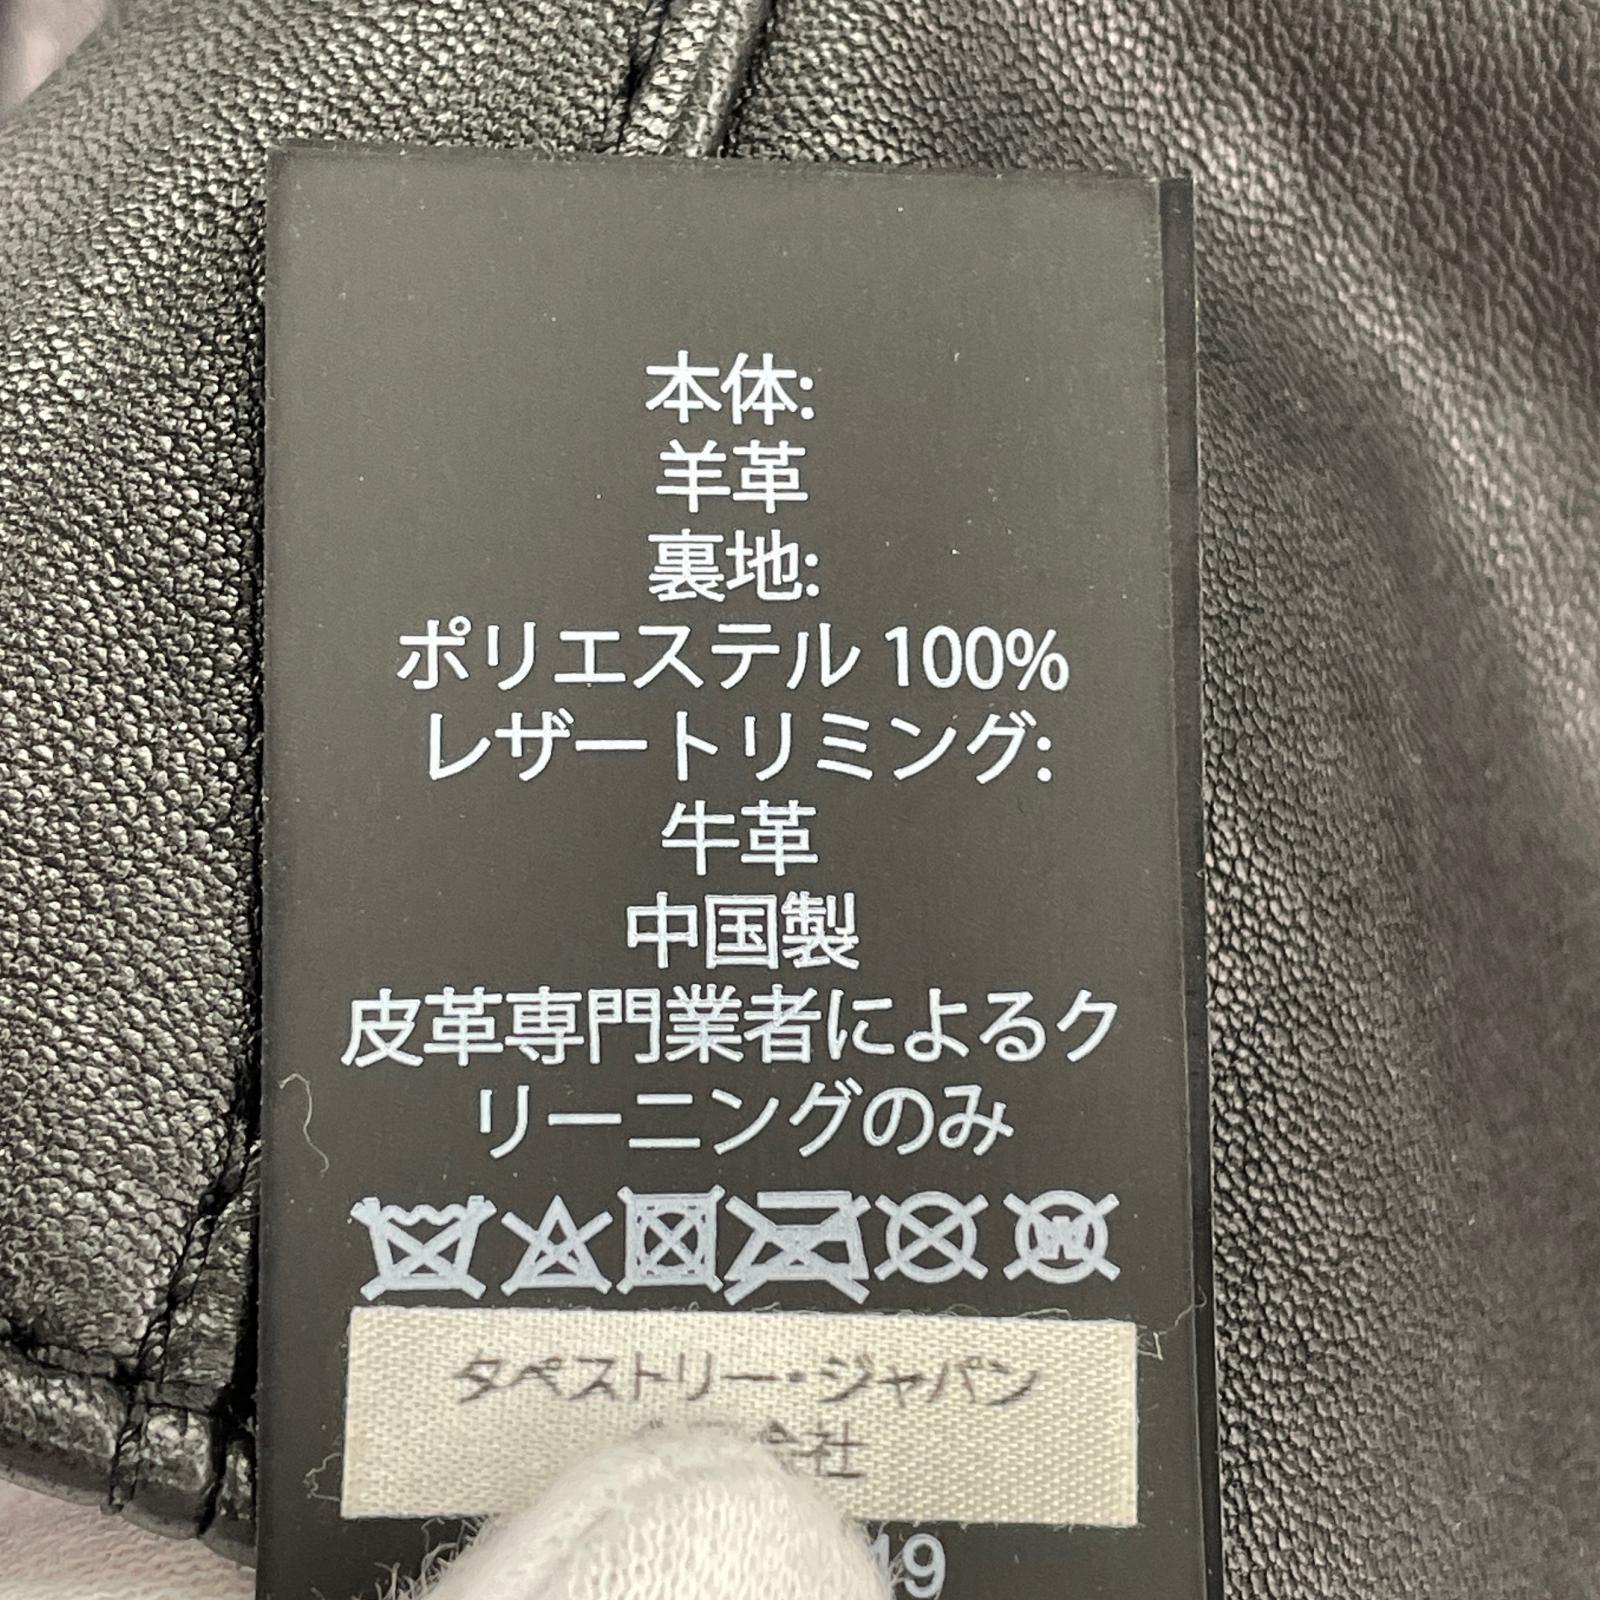 本体:
羊革
裏地:
ポリエステル 100%
レザートリミング:
牛革
中国製
皮革専門業者によるク
リーニングのみ
W
タペストリー・ジャパン
会社
19